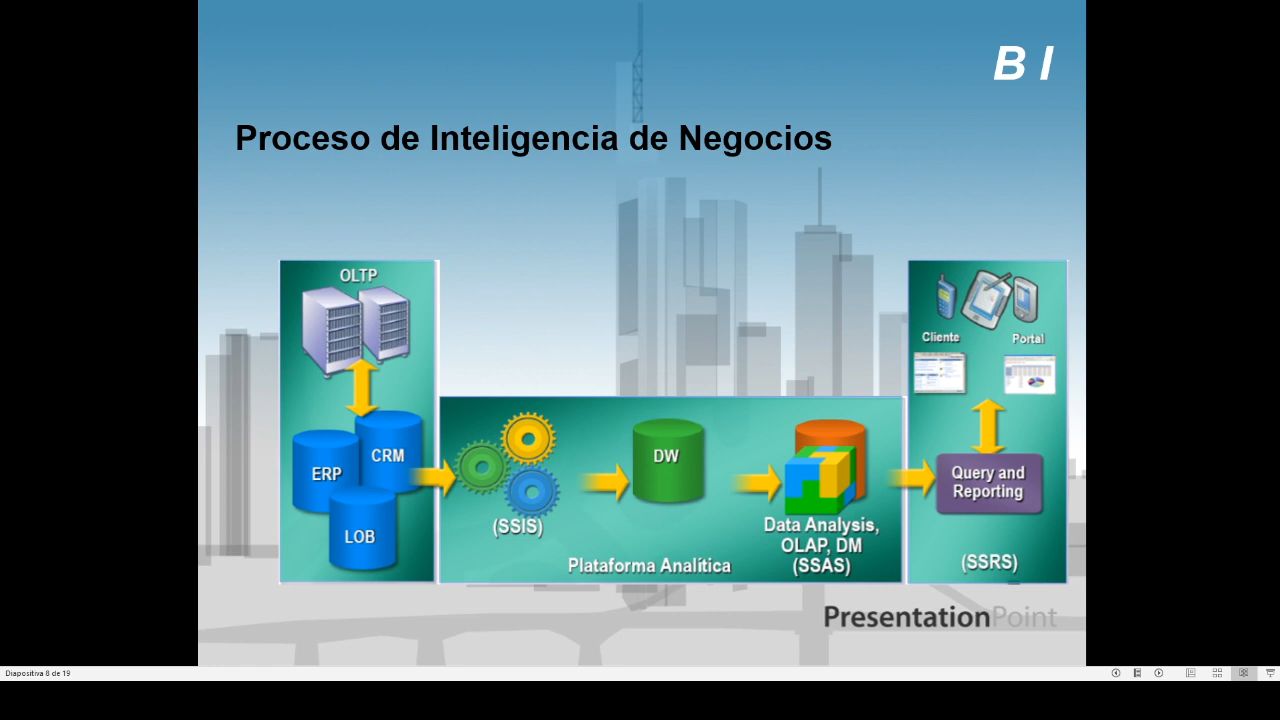 B I
Proceso de Inteligencia de Negocios
OLTP
ERP
CRM
LOB
(SSIS)
DW
Data Analysis,
OLAP, DM
(SSAS)
Plataforma Analítica
Cliente
Portal
Query and
Reporting
(SSRS)
PresentationPoint
Diapositiva 8 de 19